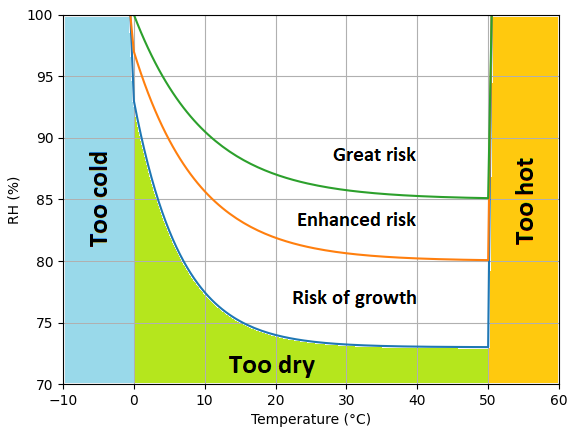 100
95
90
85
80
75
70
RH (%)
Too cold
Great risk
Enhanced risk
Risk of growth
Too dry
Too hot
−10
0
10
20
30
40
50
60
Temperature (°C)